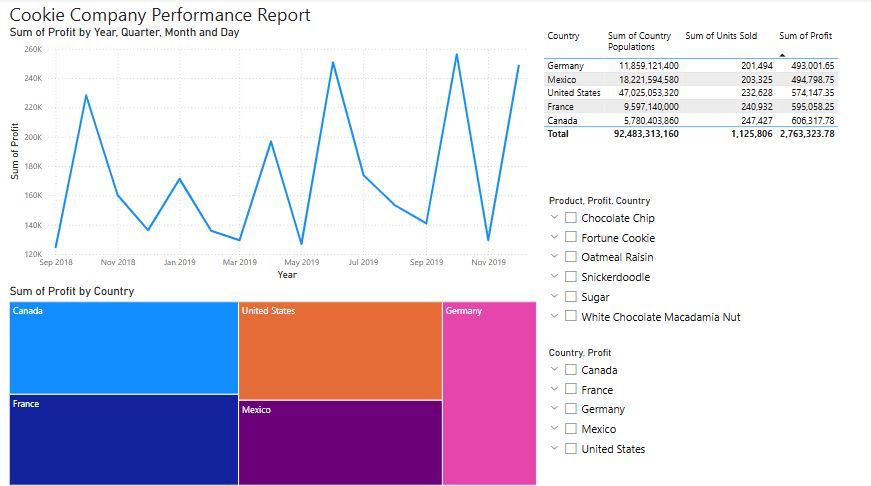 Cookie Company Performance Report
Sum of Profit by Year, Quarter, Month and Day
260K
240K
220K
200K
180K
160K
140K
120K
Sum of Profit
Sep 2018 Nov 2018 Jan 2019 Mar 2019 May 2019 Jul 2019 Sep 2019 Nov 2019
Year
Sum of Profit by Country
Canada
United States
Germany
France
Mexico
Country Sum of Country Populations Sum of Units Sold Sum of Profit
Germany 11,859,121,400 201,494 493,001.65
Mexico 18,221,594,580 203,325 494,798.75
United States 47,025,053,320 232,628 574,147.35
France 9,597,140,000 240,932 595,058.25
Canada 5,780,403,860 247,427 606,317.78
Total 92,483,313,160 1,125,806 2,763,323.78
Product, Profit, Country
Chocolate Chip
Fortune Cookie
Oatmeal Raisin
Snickerdoodle
Sugar
White Chocolate Macadamia Nut
Country, Profit
Canada
France
Germany
Mexico
United States